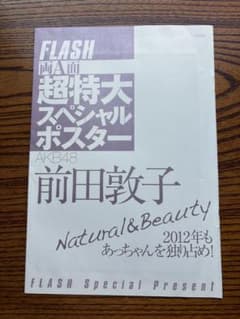 FLASH
両A面
超特大
スペシャル
ポスター
AKB48
前田敦子
Natural&Beauty
2012年も
あっちゃんを独り占め!
FLASH Special Present